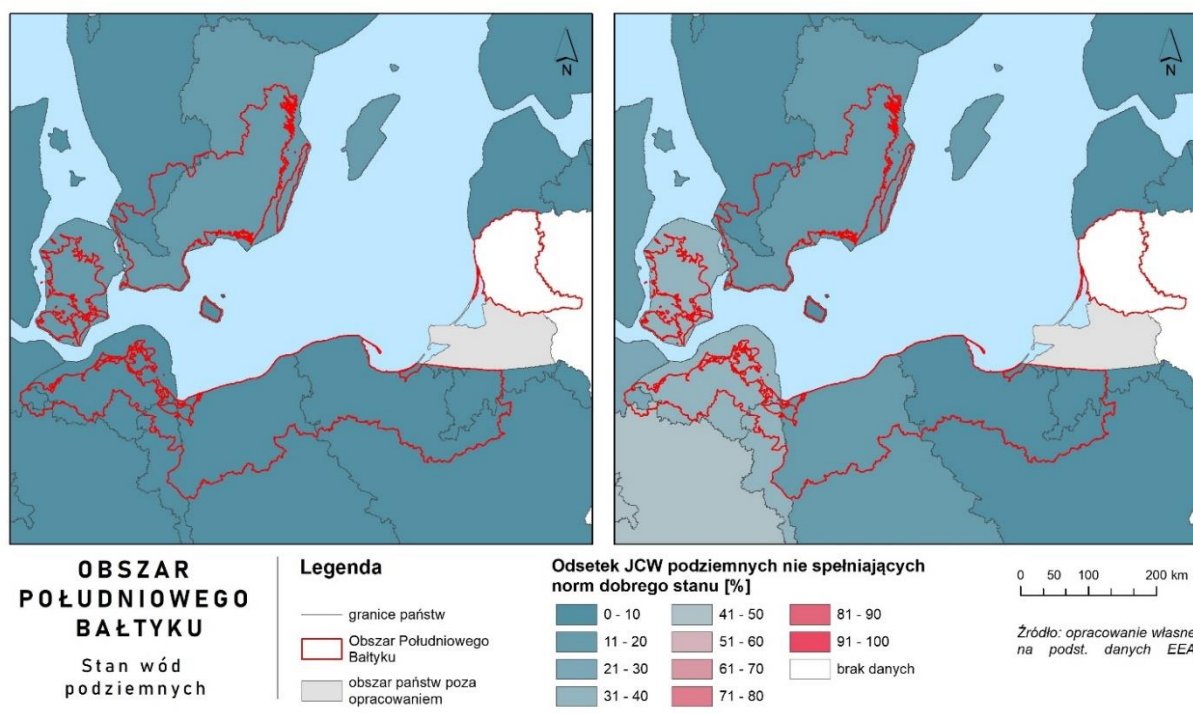 N
N
OBSZAR
POŁUDNIOWEGO
BAŁTYKU
Stan wód
podziemnych
Legenda
granice państw
Obszar Południowego
Bałtyku
obszar państw poza
opracowaniem
Odsetek JCW podziemnych nie spełniających
norm dobrego stanu [%]
0 - 10
11 - 20
21 - 30
31 - 40
41 - 50
51 - 60
61 - 70
71 - 80
81 - 90
91 - 100
brak danych
0 50 100 200 km
Źródło: opracowanie własne
na podst. danych EEA